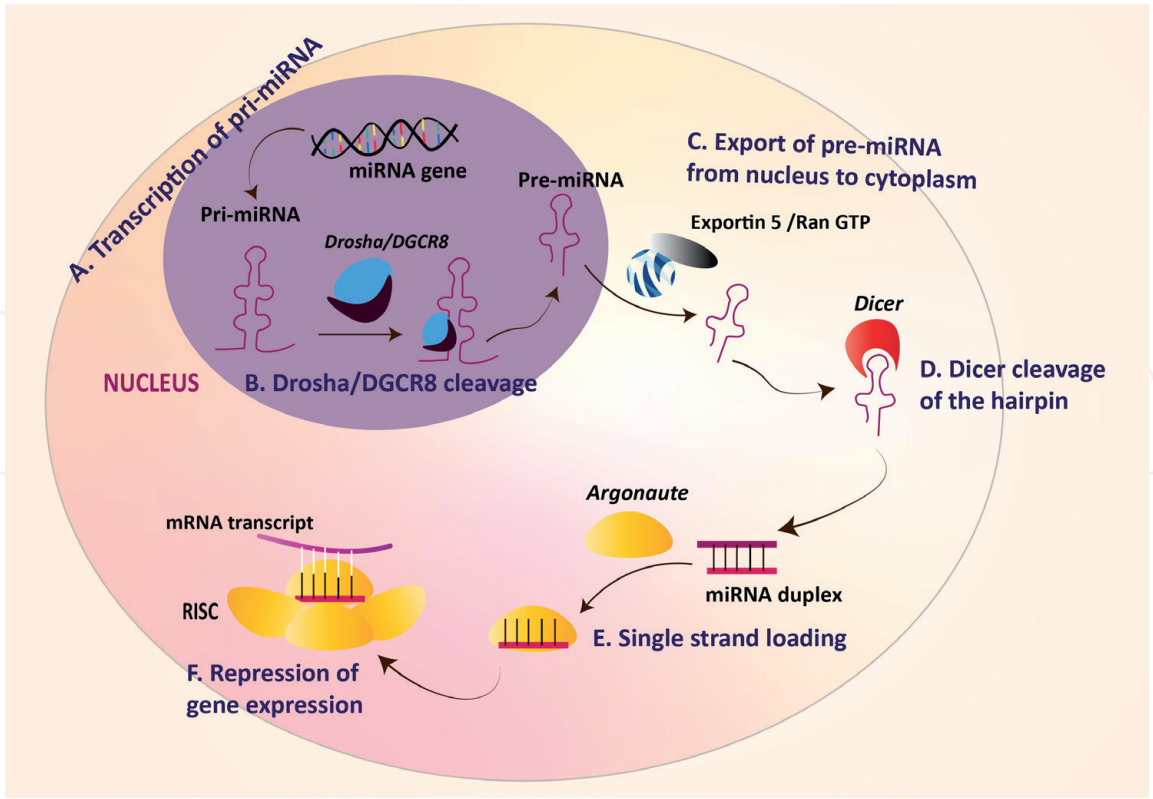 A. Transcription of pri-miRNA
miRNA gene
Pri-miRNA
Drosha/DGCR8
Pre-miRNA
NUCLEUS
B. Drosha/DGCR8 cleavage
C. Export of pre-miRNA
from nucleus to cytoplasm
Exportin 5 /Ran GTP
Dicer
D. Dicer cleavage
of the hairpin
Argonaute
miRNA duplex
E. Single strand loading
mRNA transcript
RISC
F. Repression of
gene expression